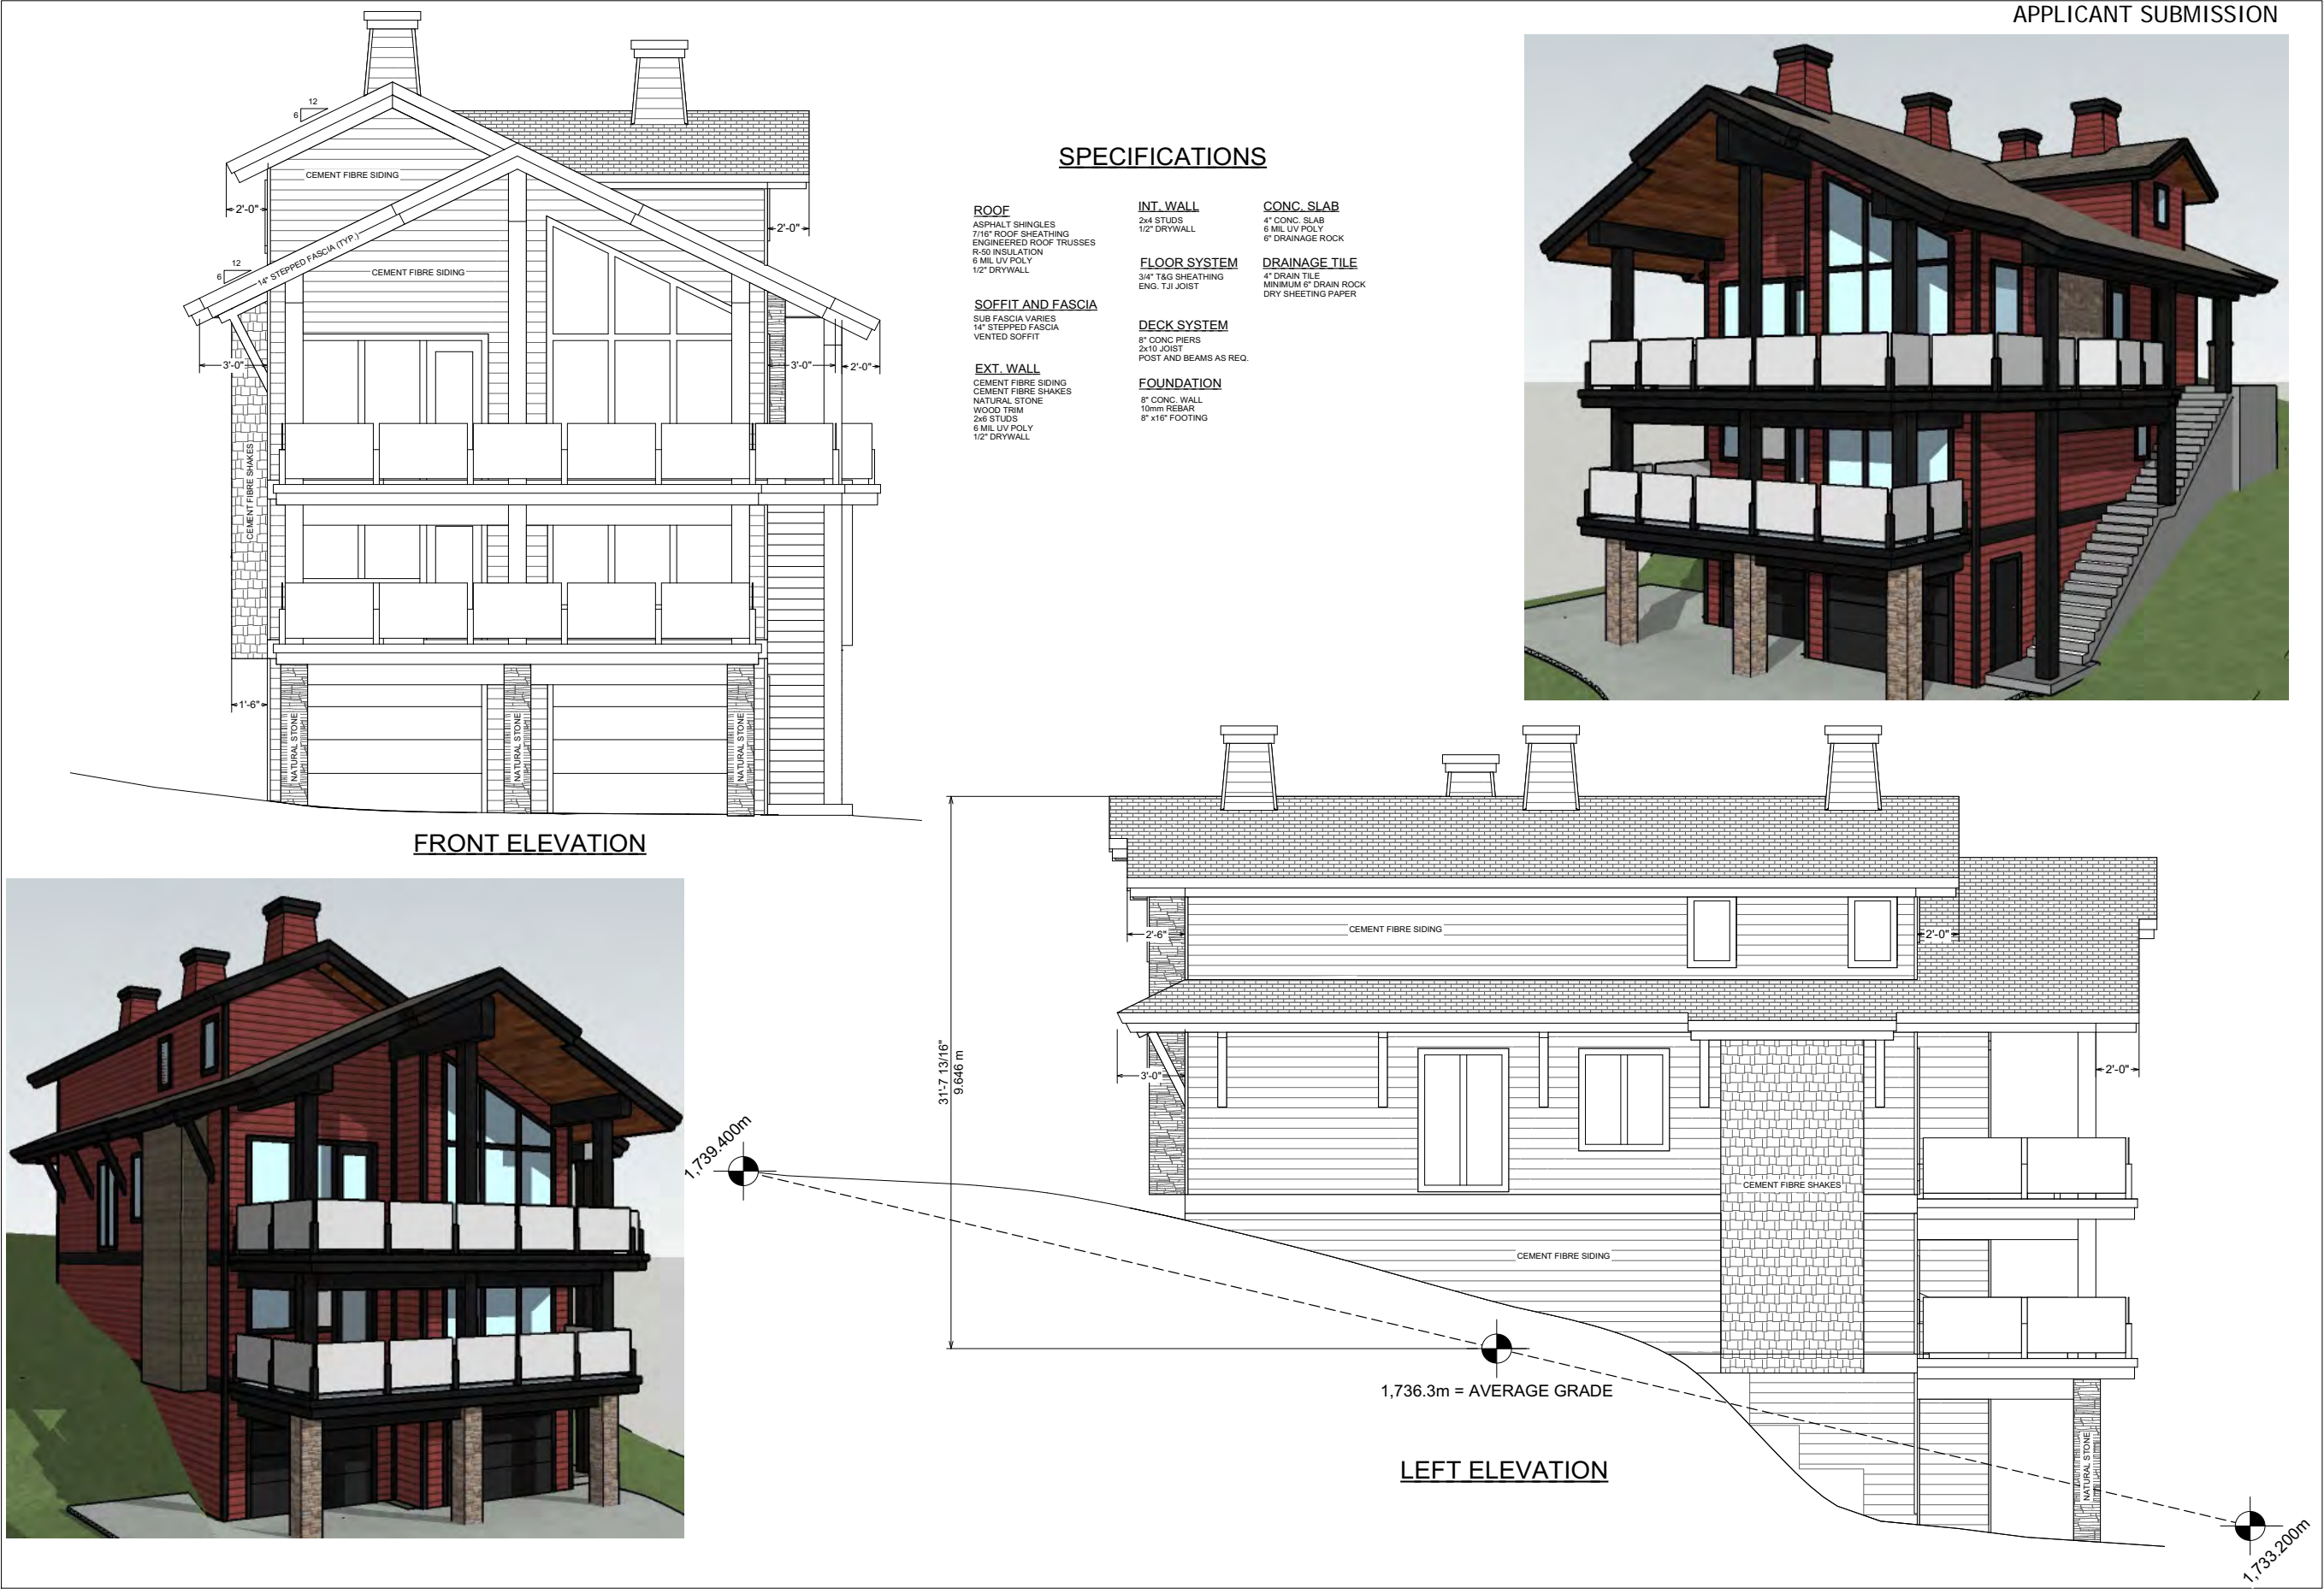 APPLICANT SUBMISSION
12
6
CEMENT FIBRE SIDING
2'-0"
2'-0"
14" STEPPED FASCIA (TYP.)
12
6
CEMENT FIBRE SIDING
3'-0"
3'-0"
2'-0"
CEMENT FIBRE SHAKES
1'-6"
NATURAL STONE
NATURAL STONE
NATURAL STONE
FRONT ELEVATION
SPECIFICATIONS
ROOF
ASPHALT SHINGLES
7/16" ROOF SHEATHING
ENGINEERED ROOF TRUSSES
R-50 INSULATION
6 MIL UV POLY
1/2" DRYWALL
SOFFIT AND FASCIA
SUB FASCIA VARIES
14" STEPPED FASCIA
VENTED SOFFIT
EXT. WALL
CEMENT FIBRE SIDING
CEMENT FIBRE SHAKES
NATURAL STONE
WOOD TRIM
2x6 STUDS
6 MIL UV POLY
1/2" DRYWALL
INT. WALL
2x4 STUDS
1/2" DRYWALL
FLOOR SYSTEM
3/4" T&G SHEATHING
ENG. TJI JOIST
DECK SYSTEM
8" CONC PIERS
2x10 JOIST
POST AND BEAMS AS REQ.
FOUNDATION
8" CONC. WALL
10mm REBAR
8" x16" FOOTING
CONC. SLAB
4" CONC. SLAB
6 MIL UV POLY
6" DRAINAGE ROCK
DRAINAGE TILE
4" DRAIN TILE
MINIMUM 6" DRAIN ROCK
DRY SHEETING PAPER
2'-6"
CEMENT FIBRE SIDING
2'-0"
31'-7 13/16"
9.646 m
3'-0"
2'-0"
1,739.400m
CEMENT FIBRE SHAKES
CEMENT FIBRE SIDING
1,736.3m = AVERAGE GRADE
NATURAL STONE
LEFT ELEVATION
1,733.200m